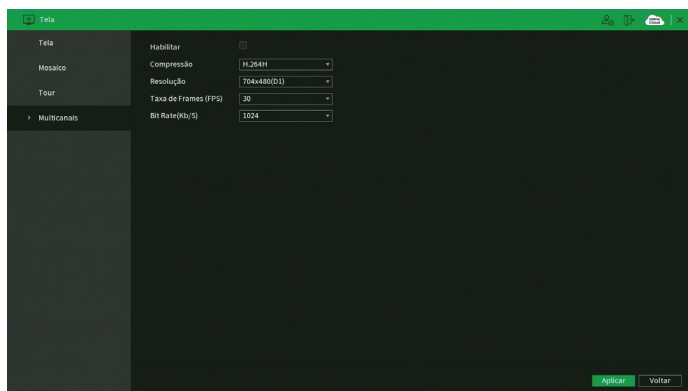 Tela
Tela
Mosaico
Tour
Multicanais
Habilitar
Compressão H.264H
Resolução 704x480(D1)
Taxa de Frames (FPS) 30
Bit Rate(Kb/S) 1024
Aplicar Voltar